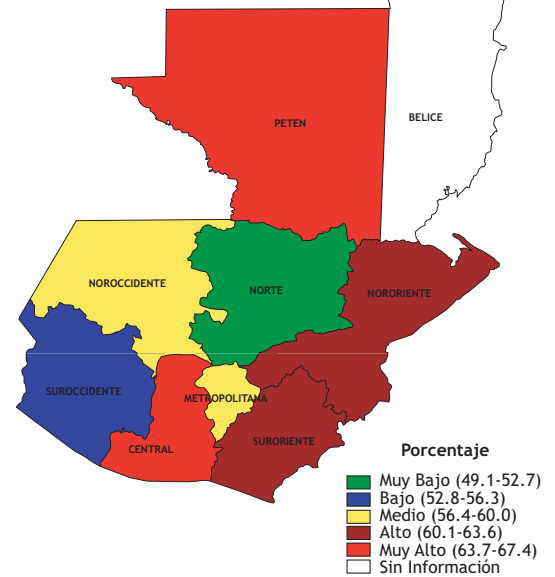 PETEN
BELICE
NOROCCIDENTE
NORTE
NORORIENTE
SUROCCIDENTE
METROPOLITANA
SURORIENTE
CENTRAL
Porcentaje
Muy Bajo (49.1-52.7)
Bajo (52.8-56.3)
Medio (56.4-60.0)
Alto (60.1-63.6)
Muy Alto (63.7-67.4)
Sin Información